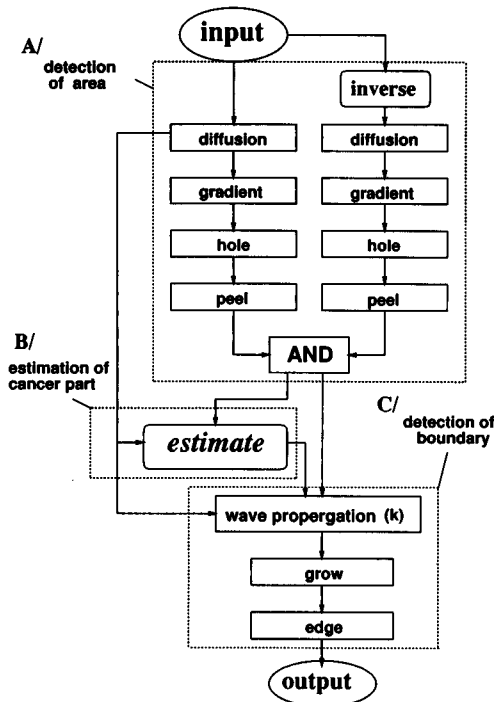 input
A/
detection
of area
inverse
diffusion
diffusion
gradient
gradient
hole
hole
peel
peel
AND
B/
estimation of
cancer part
C/
detection of
boundary
estimate
wave propergation (k)
grow
edge
output